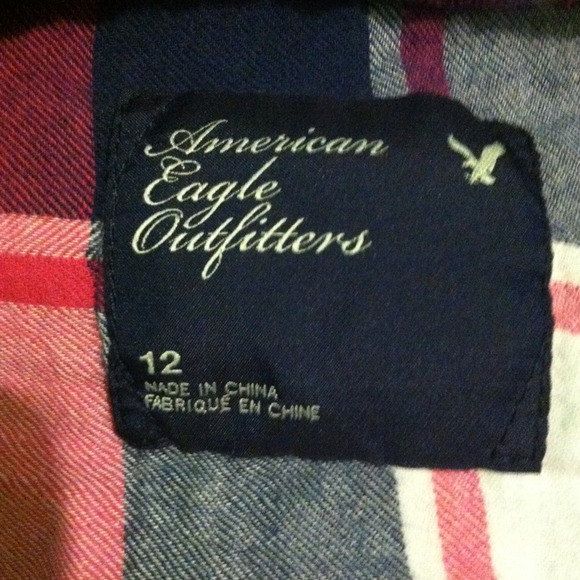 American
Eagle
Outfitters
12
MADE IN CHINA
FABRIQUÉ EN CHINE